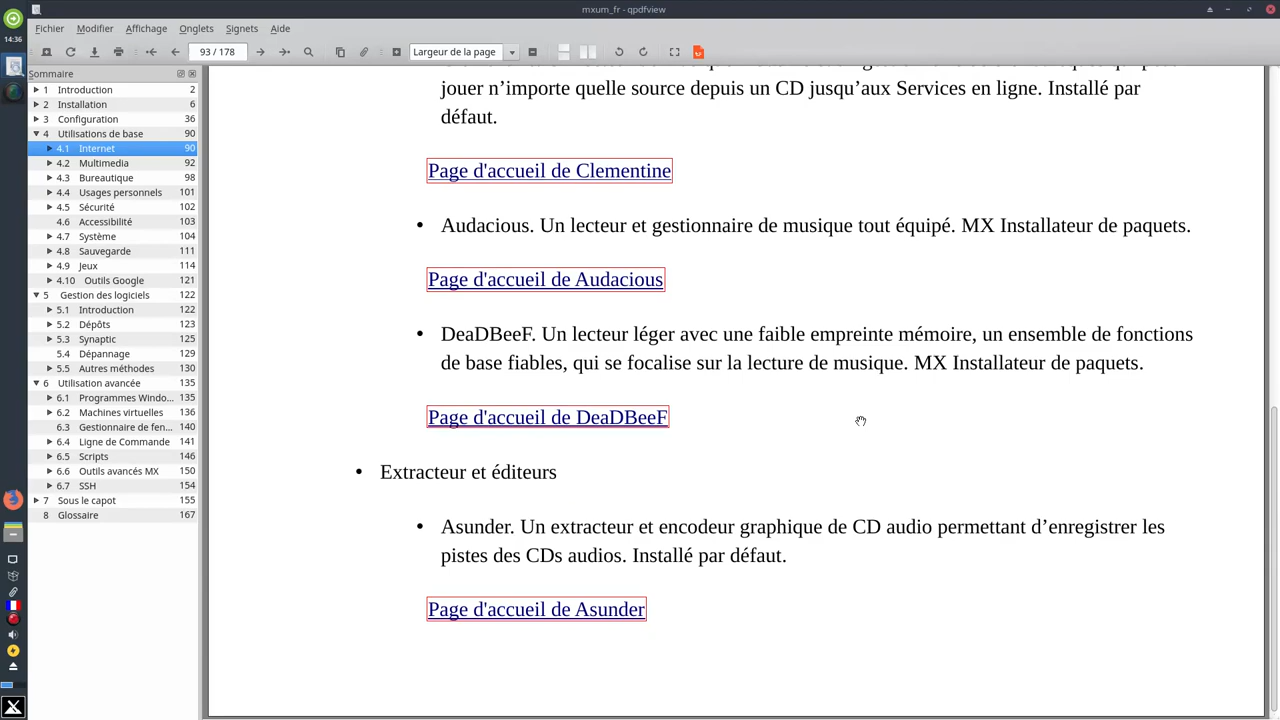 mxum_fr - qpdfview
14:36
Fichier Modifier Affichage Onglets Signets Aide
93 / 178
Largeur de la page
Sommaire
1 Introduction 2
2 Installation 6
3 Configuration 36
4 Utilisations de base 90
4.1 Internet 90
4.2 Multimedia 92
4.3 Bureautique 98
4.4 Usages personnels 101
4.5 Sécurité 102
4.6 Accessibilité 103
4.7 Système 104
4.8 Sauvegarde 111
4.9 Jeux 114
4.10 Outils Google 121
5 Gestion des logiciels 122
5.1 Introduction 122
5.2 Dépôts 123
5.3 Synaptic 125
5.4 Dépannage 129
5.5 Autres méthodes 130
6 Utilisation avancée 135
6.1 Programmes Windo... 135
6.2 Machines virtuelles 137
6.3 Gestionnaire de fen... 140
6.4 Ligne de Commande 141
6.5 Scripts 146
6.6 Outils avancés MX 150
6.7 SSH 154
7 Sous le capot 155
8 Glossaire 167
jouer n’importe quelle source depuis un CD jusqu’aux Services en ligne. Installé par
défaut.
Page d'accueil de Clementine
• Audacious. Un lecteur et gestionnaire de musique tout équipé. MX Installateur de paquets.
Page d'accueil de Audacious
• DeaDBeeF. Un lecteur léger avec une faible empreinte mémoire, un ensemble de fonctions
de base fiables, qui se focalise sur la lecture de musique. MX Installateur de paquets.
Page d'accueil de DeaDBeeF
• Extracteur et éditeurs
• Asunder. Un extracteur et encodeur graphique de CD audio permettant d’enregistrer les
pistes des CDs audios. Installé par défaut.
Page d'accueil de Asunder